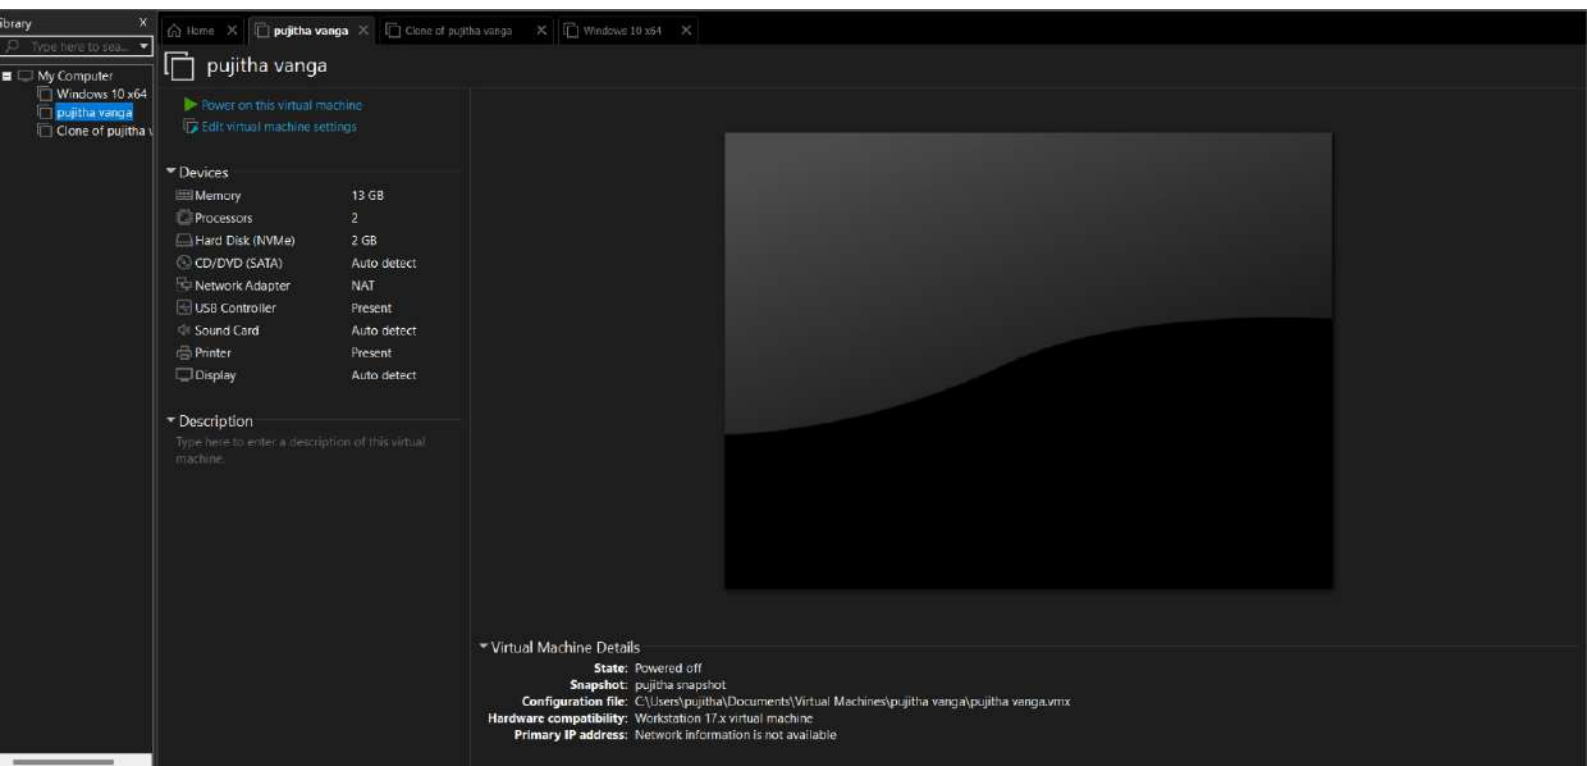 Library X
Type here to sea...
My Computer
Windows 10 x64
pujitha vanga
Clone of pujitha v
Home X pujitha vanga X Clone of pujitha vanga X Windows 10 x64 X
pujitha vanga
Power on this virtual machine
Edit virtual machine settings
Devices
Memory 13 GB
Processors 2
Hard Disk (NVMe) 2 GB
CD/DVD (SATA) Auto detect
Network Adapter NAT
USB Controller Present
Sound Card Auto detect
Printer Present
Display Auto detect
Description
Type here to enter a description of this virtual
machine.
Virtual Machine Details
State: Powered off
Snapshot: pujitha snapshot
Configuration file: C:\Users\pujitha\Documents\Virtual Machines\pujitha vanga\pujitha vanga.vmx
Hardware compatibility: Workstation 17.x virtual machine
Primary IP address: Network information is not available